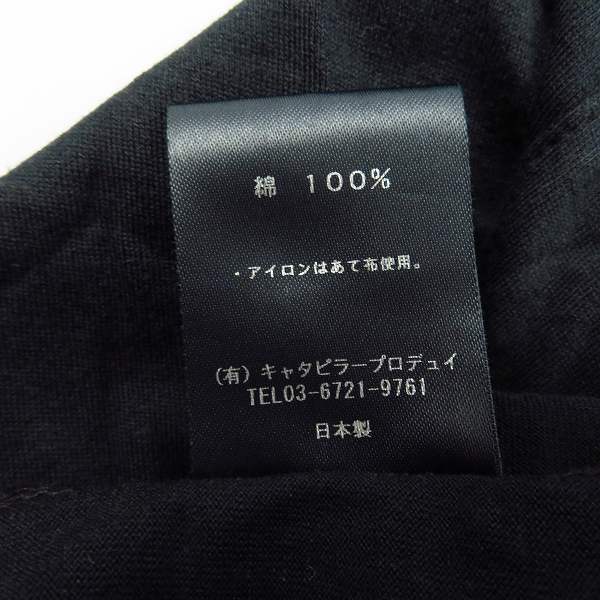 綿 100%
・アイロンはあて布使用。
(有) キャタピラープロデュイ
TEL03-6721-9761
日本製